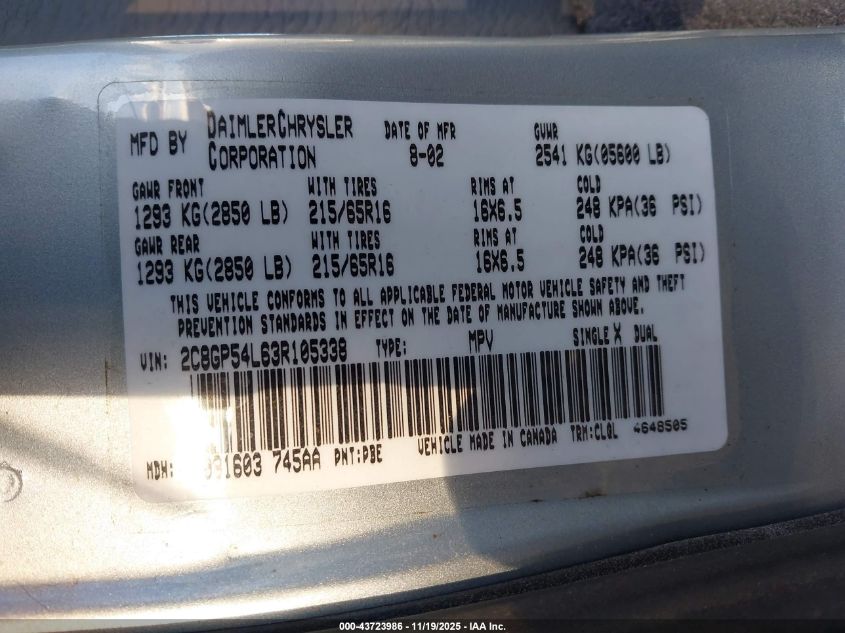 MFD BY DAIMLERCHRYSLER CORPORATION DATE OF MFR 8-02 GVWR 2541 KG(05600 LB)
GAWR FRONT WITH TIRES RIMS AT COLD
1293 KG(2850 LB) 215/65R16 16X6.5 248 KPA(36 PSI)
GAWR REAR WITH TIRES RIMS AT COLD
1293 KG(2850 LB) 215/65R16 16X6.5 248 KPA(36 PSI)
THIS VEHICLE CONFORMS TO ALL APPLICABLE FEDERAL MOTOR VEHICLE SAFETY AND THEFT
PREVENTION STANDARDS IN EFFECT ON THE DATE OF MANUFACTURE SHOWN ABOVE.
VIN: 2C8GP54L63R105338 TYPE: MPV SINGLE X DUAL
MDH: 745AA PNT:PBE VEHICLE MADE IN CANADA TRM:CLQL 4648505
000-43723986 - 11/19/2025 - IAA Inc.